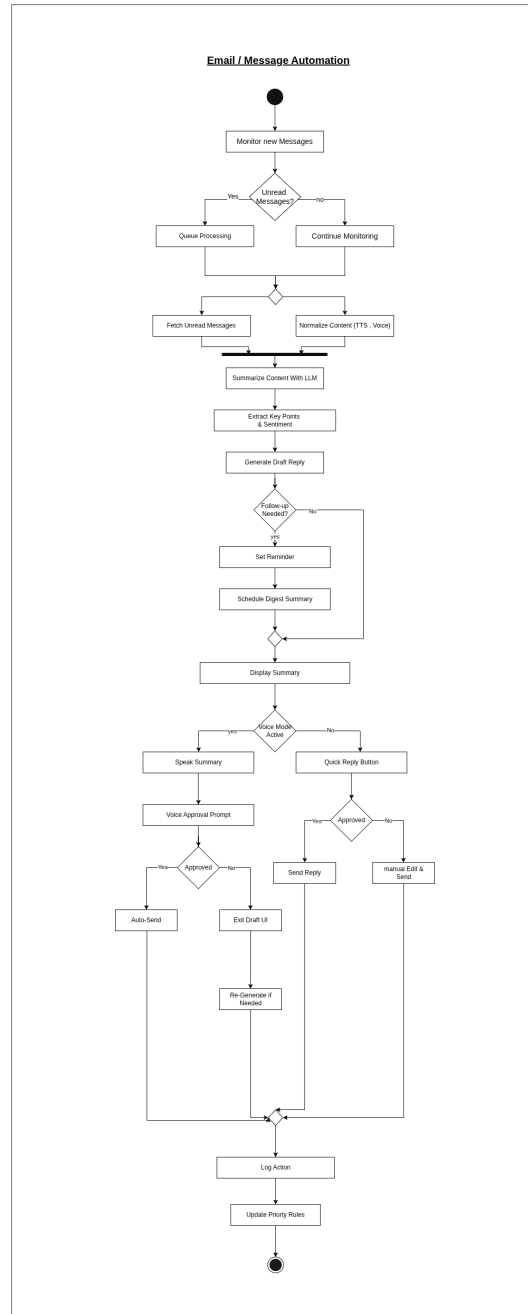 Email / Message Automation
Monitor new Messages
Unread
Messages?
Yes
no
Queue Processing
Continue Monitoring
Fetch Unread Messages
Normalize Content (TTS , Voice)
Summarize Content With LLM
Extract Key Points
& Sentiment
Generate Draft Reply
Follow-up
Needed?
No
yes
Set Reminder
Schedule Digest Summary
Display Summary
Voice Mode
Active
yes
No
Speak Summary
Quick Reply Button
Voice Approval Prompt
Approved
Yes
No
Approved
Yes
No
Send Reply
manual Edit &
Send
Auto-Send
Exit Draft UI
Re-Generate if
Needed
Log Action
Update Priorty Rules